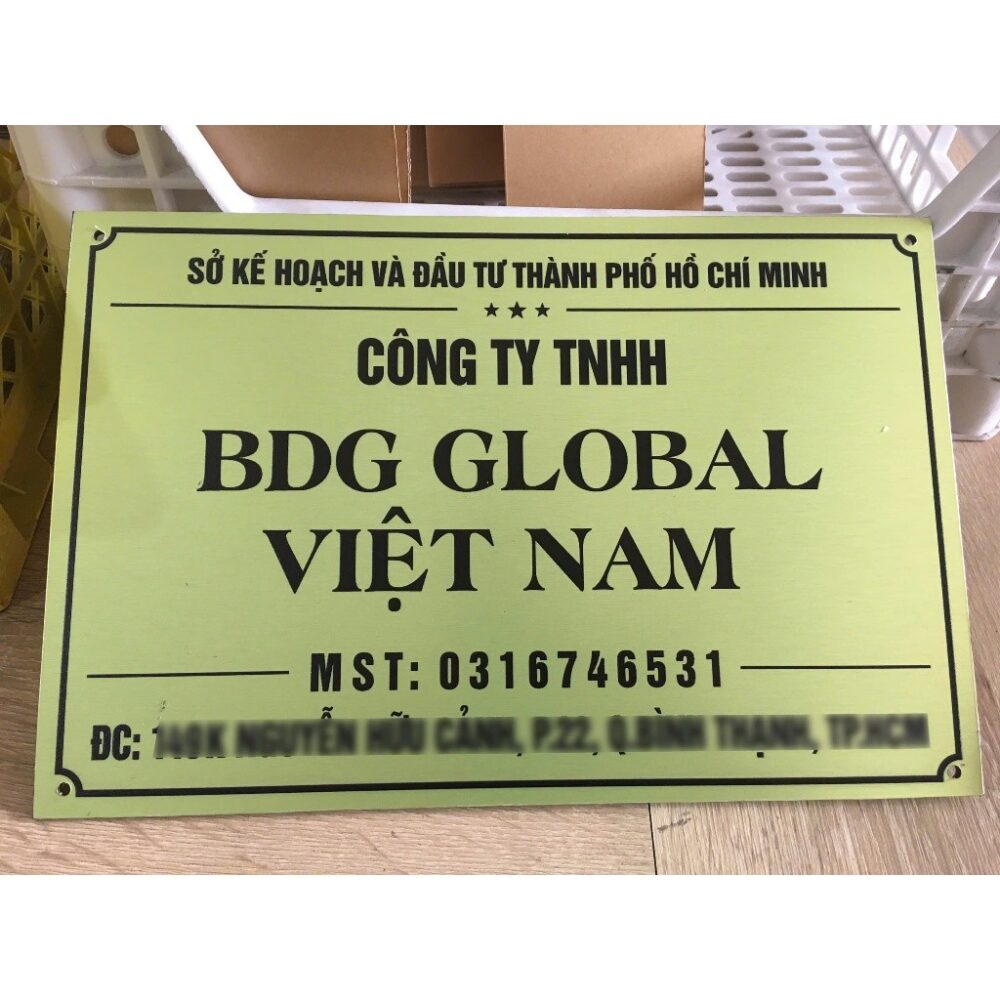 SỞ KẾ HOẠCH VÀ ĐẦU TƯ THÀNH PHỐ HỒ CHÍ MINH
CÔNG TY TNHH
BDG GLOBAL
VIỆT NAM
MST: 0316746531
ĐC: